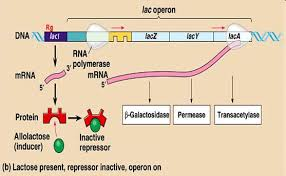 lac operon
Rg
DNA
lacI
lacZ
lacY
lacA
RNA
polymerase
mRNA
3'
mRNA
5'
5'
Protein
β-Galactosidase
Permease
Transacetylase
Allolactose
(inducer)
Inactive
repressor
(b) Lactose present, repressor inactive, operon on